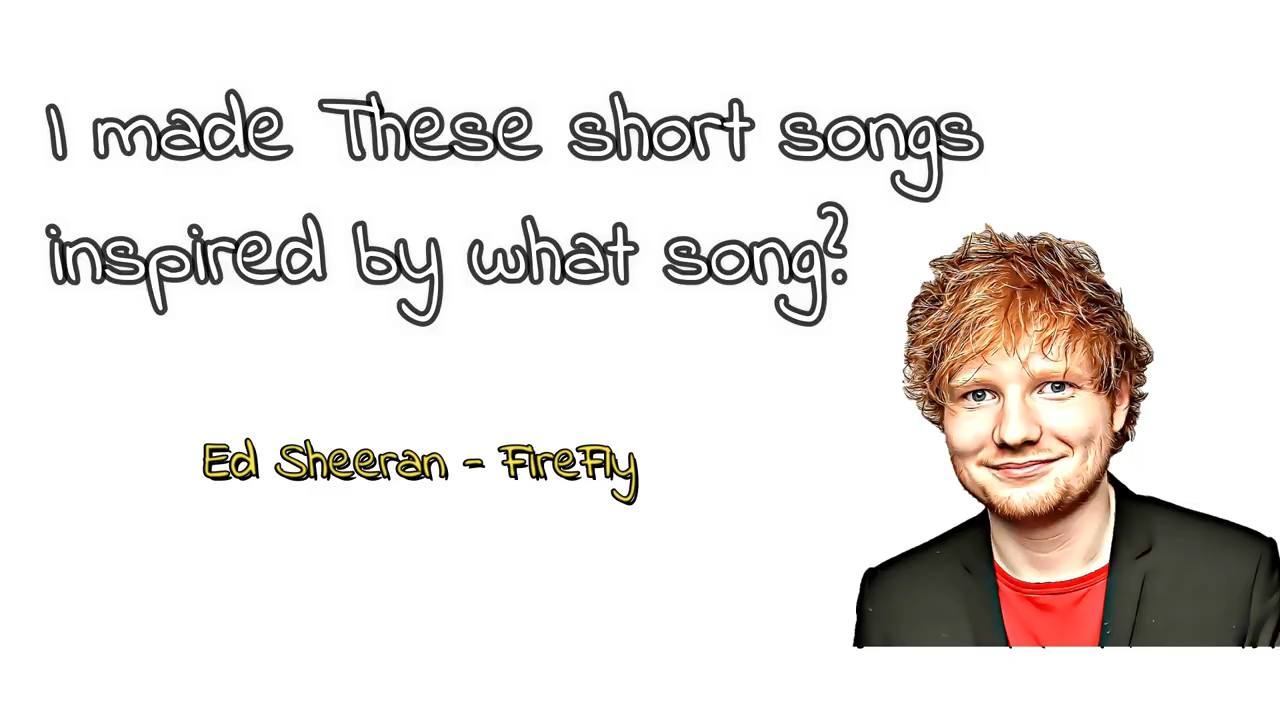 I made These short songs
inspired by what song?
Ed Sheeran - FireFly